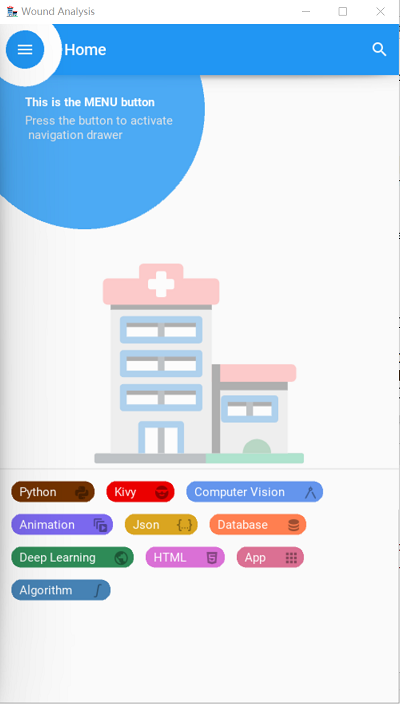 Wound Analysis
Home
This is the MENU button
Press the button to activate
navigation drawer
Python
Kivy
Computer Vision
Animation
Json
{...}
Database
Deep Learning
HTML
App
Algorithm